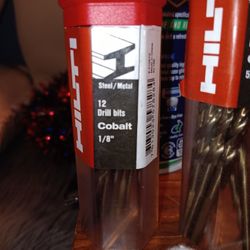 HILTI
Steel/Metal
12
Drill bits
Cobalt
1/8"
HILTI